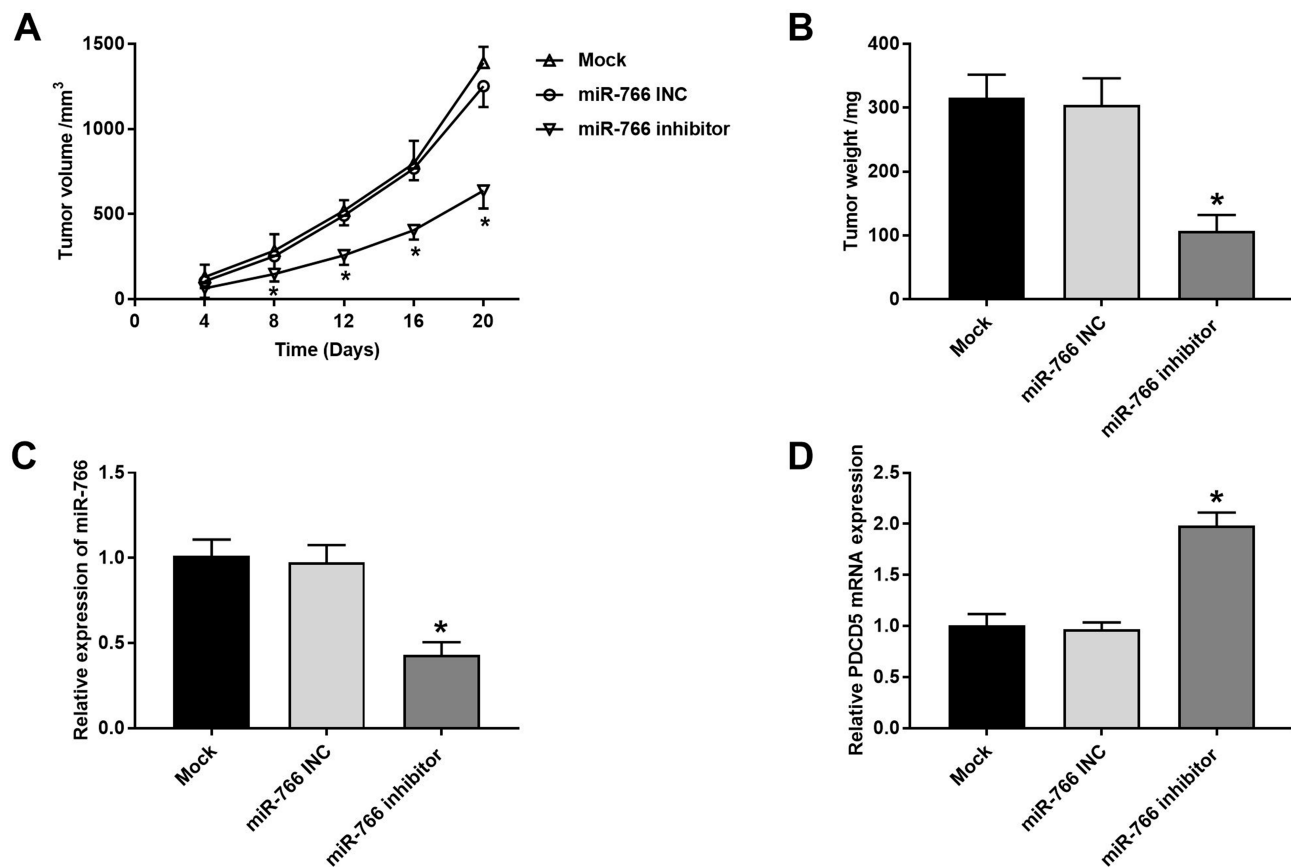 A
Tumor volume /mm3
1500
1000
500
0
0
4
8
12
16
20
Time (Days)
*
*
*
*
Mock
miR-766 INC
miR-766 inhibitor
B
Tumor weight /mg
400
300
200
100
0
*
Mock
miR-766 INC
miR-766 inhibitor
C
Relative expression of miR-766
1.5
1.0
0.5
0.0
*
Mock
miR-766 INC
miR-766 inhibitor
D
Relative PDCD5 mRNA expression
2.5
2.0
1.5
1.0
0.5
0.0
*
Mock
miR-766 INC
miR-766 inhibitor